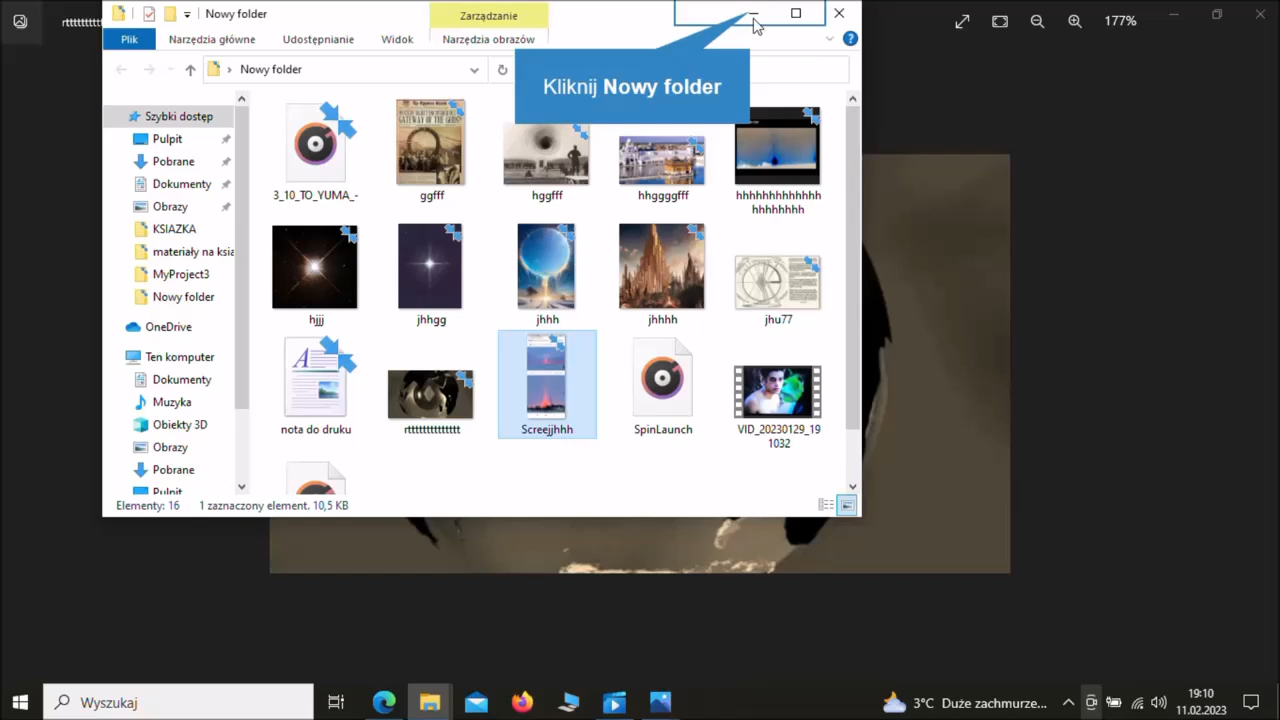 rtttttttttt
Nowy folder
Zarządzanie
177%
Plik
Narzędzia główne
Udostępnianie
Widok
Narzędzia obrazów
Nowy folder
Kliknij Nowy folder
Szybki dostęp
Pulpit
Pobrane
Dokumenty
Obrazy
KSIAZKA
materiały na ksia
MyProject3
Nowy folder
OneDrive
Ten komputer
Dokumenty
Muzyka
Obiekty 3D
Obrazy
Pobrane
Pulpit
3_10_TO_YUMA_-
ggfff
hggfff
hhggggfff
hhhhhhhhhhhhh
hhhhhhhhh
hjjj
jhhgg
jhhh
jhhhh
jhu77
nota do druku
rtttttttttttttt
Screejjhhh
SpinLaunch
VID_20230129_19
1032
Elementy: 16
1 zaznaczony element. 10,5 KB
Wyszukaj
3°C Duże zachmurze...
19:10
11.02.2023